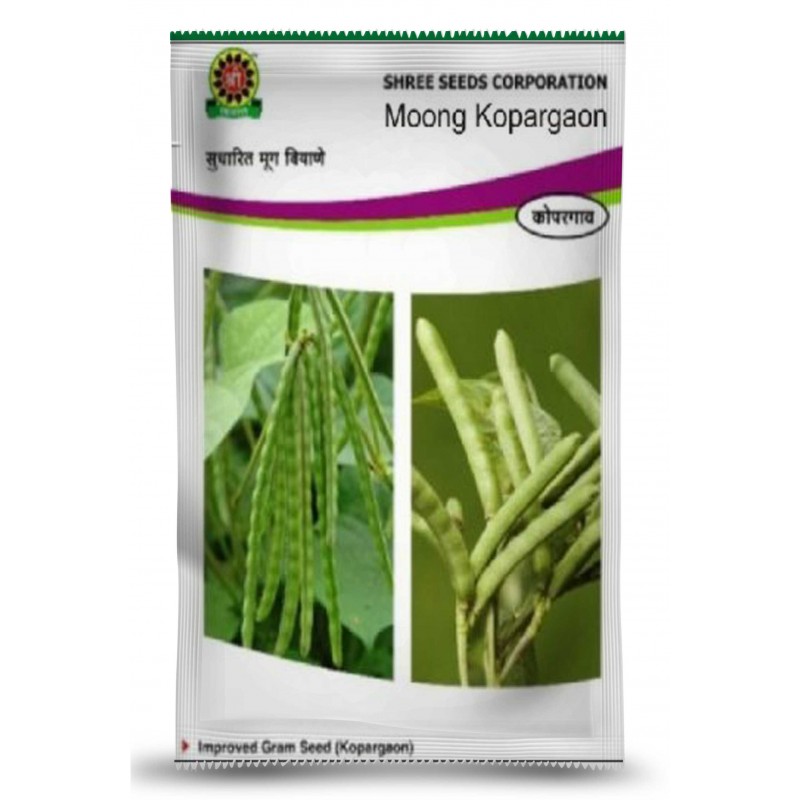 श्री
SHREE SEEDS CORPORATION
Moong Kopargaon
सुधारित मूग बियाणे
कोपरगाव
Improved Gram Seed (Kopargaon)